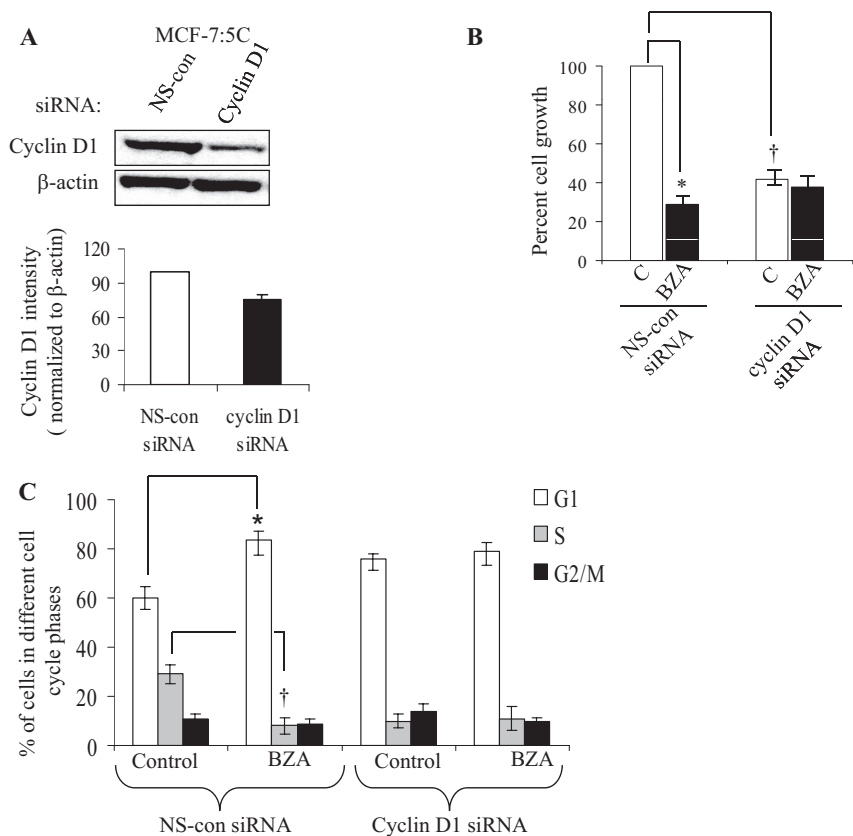 A
MCF-7:5C
siRNA:
NS-con
Cyclin D1
Cyclin D1
β-actin
Cyclin D1 intensity
( normalized to β-actin)
120
90
60
30
0
NS-con
siRNA
cyclin D1
siRNA
B
Percent cell growth
100
80
60
40
20
0
*
†
C
BZA
C
BZA
NS-con
siRNA
cyclin D1
siRNA
C
% of cells in different cell
cycle phases
100
80
60
40
20
0
*
†
G1
S
G2/M
Control
BZA
Control
BZA
NS-con siRNA
Cyclin D1 siRNA